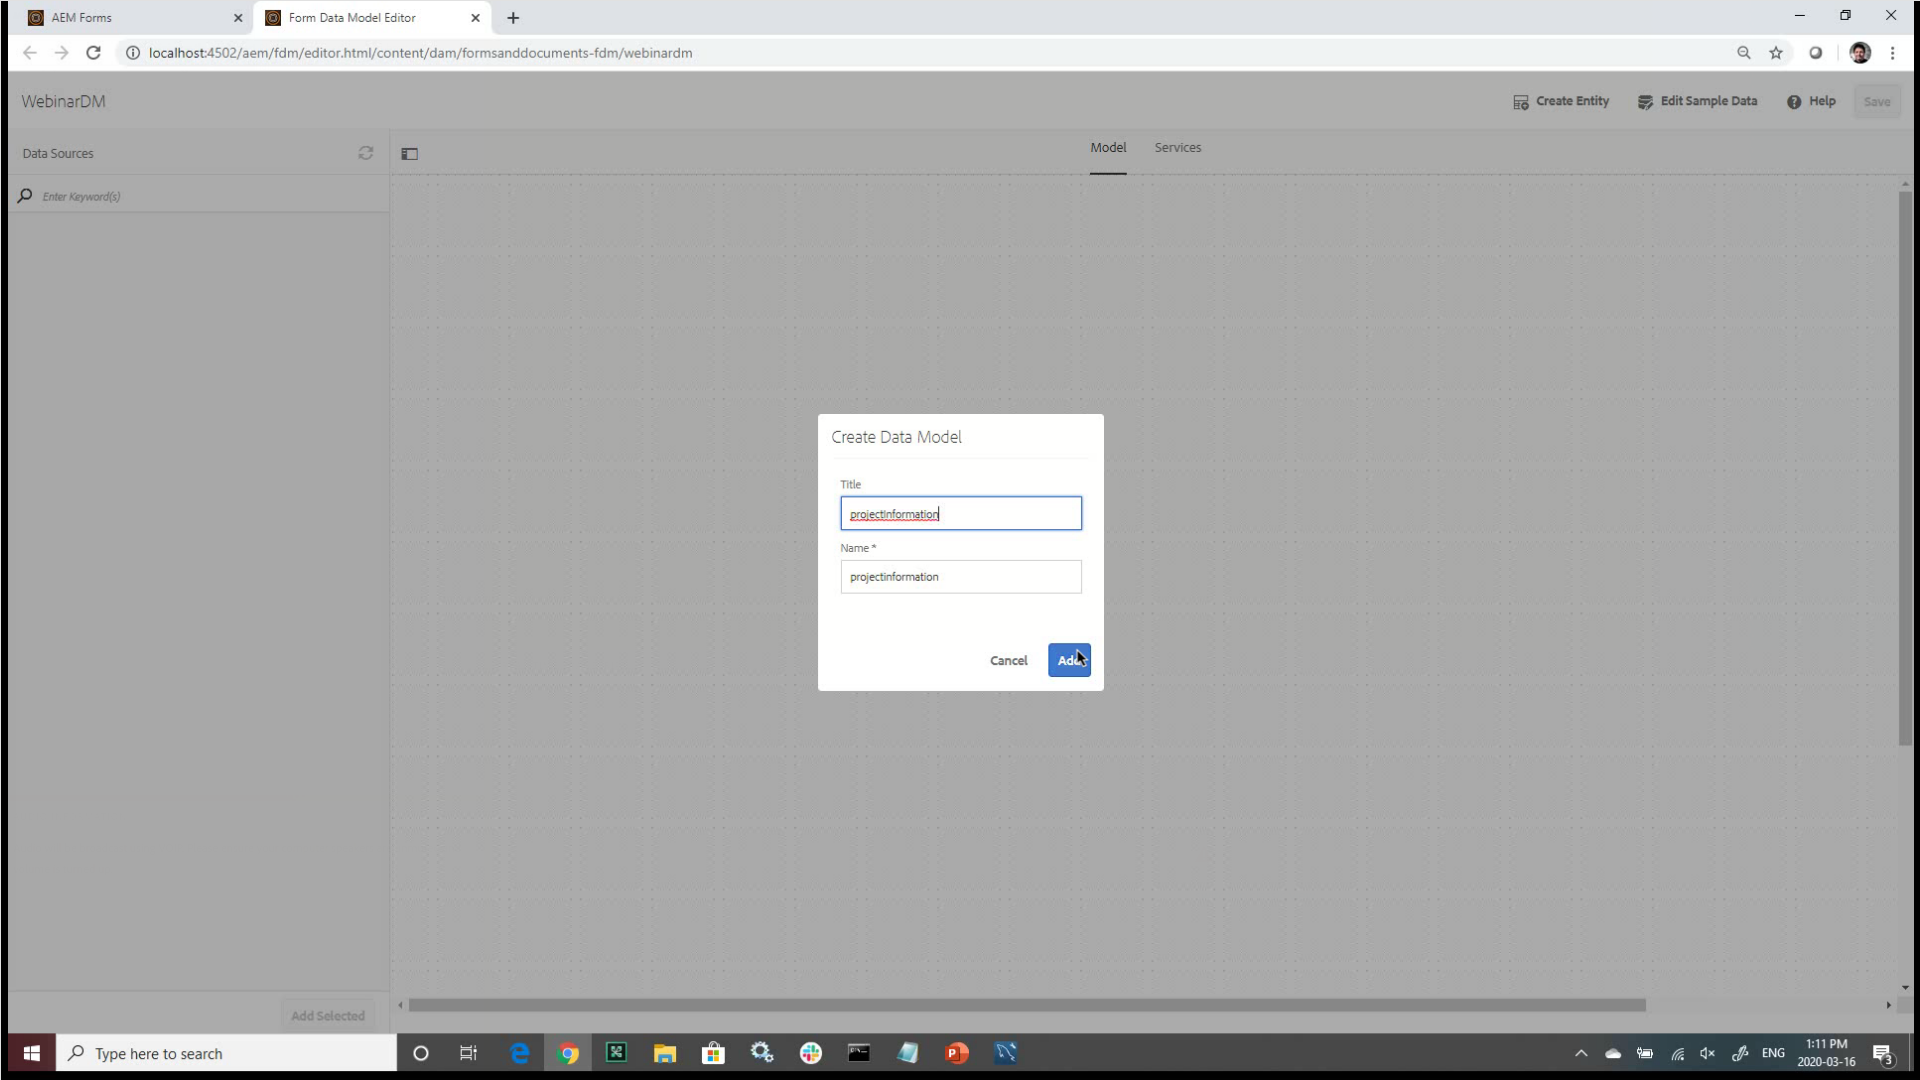 AEM Forms
Form Data Model Editor
localhost:4502/aem/fdm/editor.html/content/dam/formsanddocuments-fdm/webinardm
WebinarDM
Create Entity
Edit Sample Data
Help
Save
Data Sources
Model
Services
Enter Keyword(s)
Create Data Model
Title
projectinformation
Name *
projectinformation
Cancel
Add
Add Selected
Type here to search
ENG
1:11 PM
2020-03-16
3